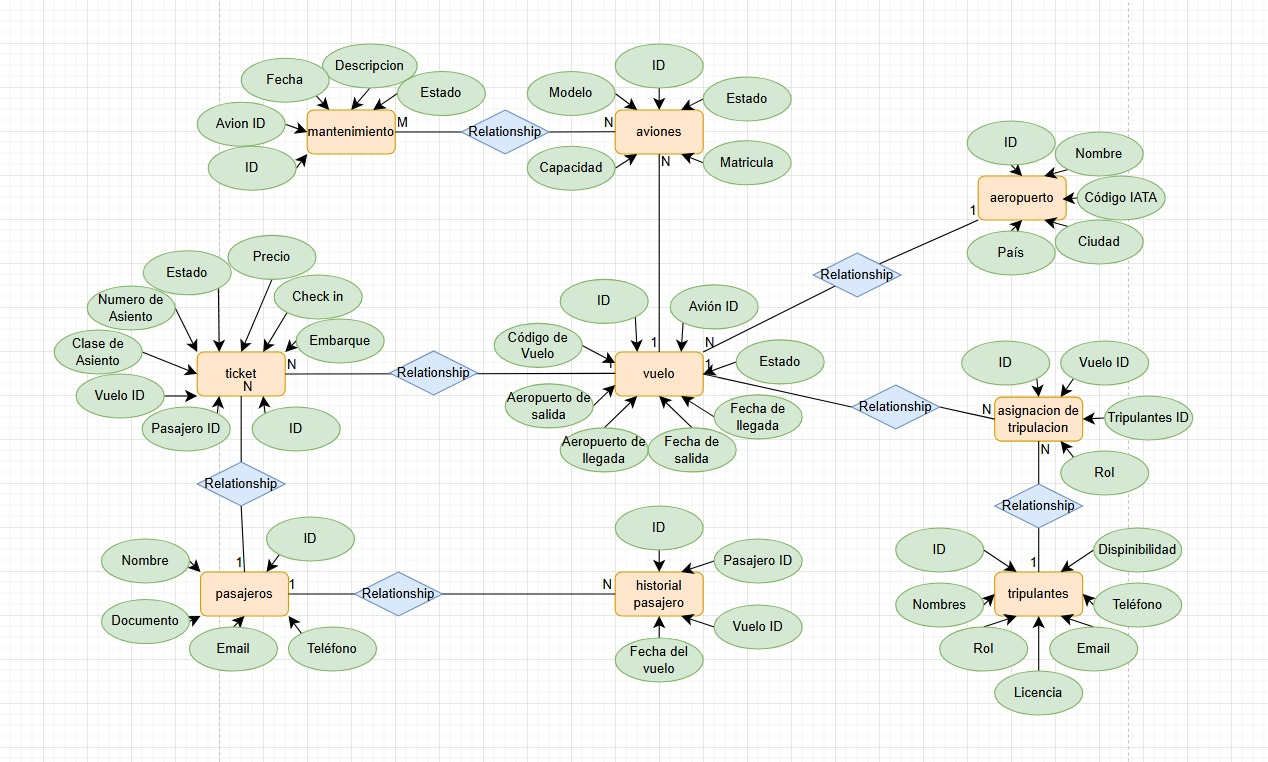 Descripcion
Fecha
Estado
Avion ID
mantenimiento
ID
M
Relationship
N
ID
Modelo
Estado
aviones
Capacidad
Matricula
N
ID
Nombre
aeropuerto
Código IATA
1
País
Ciudad
Relationship
Precio
Estado
Check in
Numero de
Asiento
Embarque
Clase de
Asiento
ticket
N
N
Vuelo ID
Pasajero ID
ID
Relationship
ID
Avión ID
Código de
Vuelo
1
N
Estado
1
vuelo
1
Aeropuerto de
salida
Aeropuerto de
llegada
Fecha de
salida
Fecha de
llegada
Relationship
N
ID
Vuelo ID
asignacion de
tripulacion
Tripulantes ID
N
Rol
Relationship
Relationship
1
ID
Nombre
1
pasajeros
1
Documento
Email
Teléfono
Relationship
N
ID
Pasajero ID
historial
pasajero
Vuelo ID
Fecha del
vuelo
ID
Dispinibilidad
1
tripulantes
Nombres
Teléfono
Rol
Email
Licencia